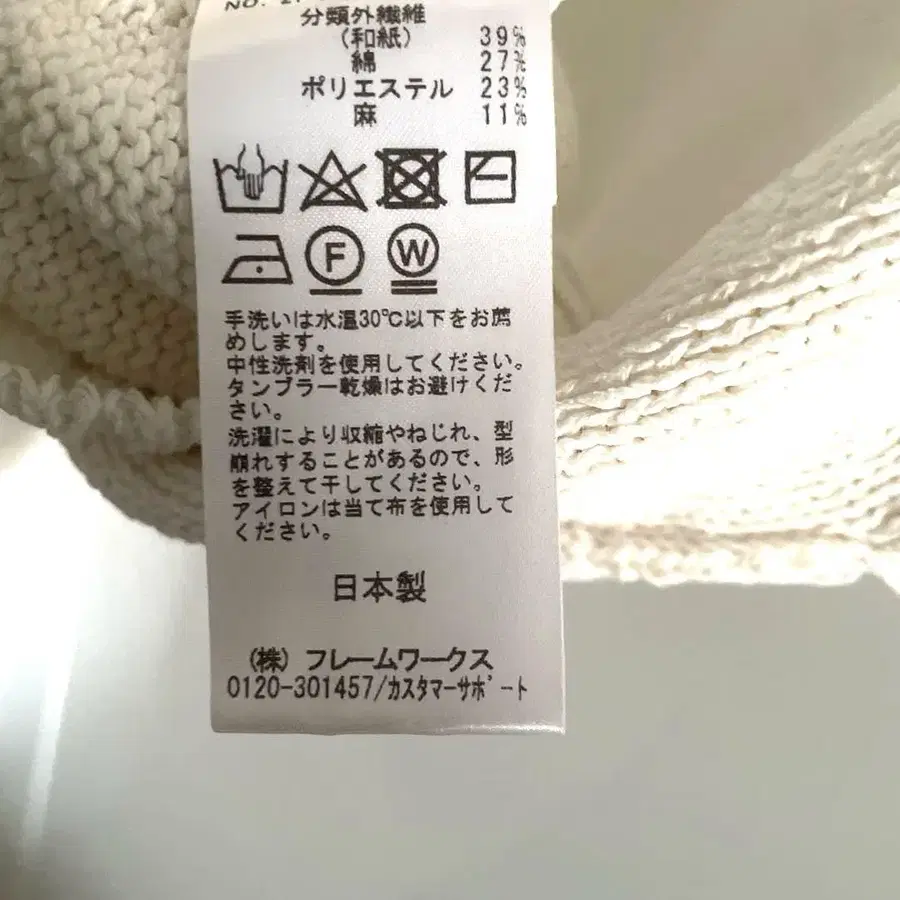 分類外繊維
(和紙) 39%
綿 27%
ポリエステル 23%
麻 11%
F W
手洗いは水温30℃以下をお薦
めします。
中性洗剤を使用してください。
タンブラー乾燥はお避けくだ
さい。
洗濯により収縮やねじれ、型
崩れすることがあるので、形
を整えて干してください。
アイロンは当て布を使用して
ください。
日本製
(株) フレームワークス
0120-301457/カスタマーサポート